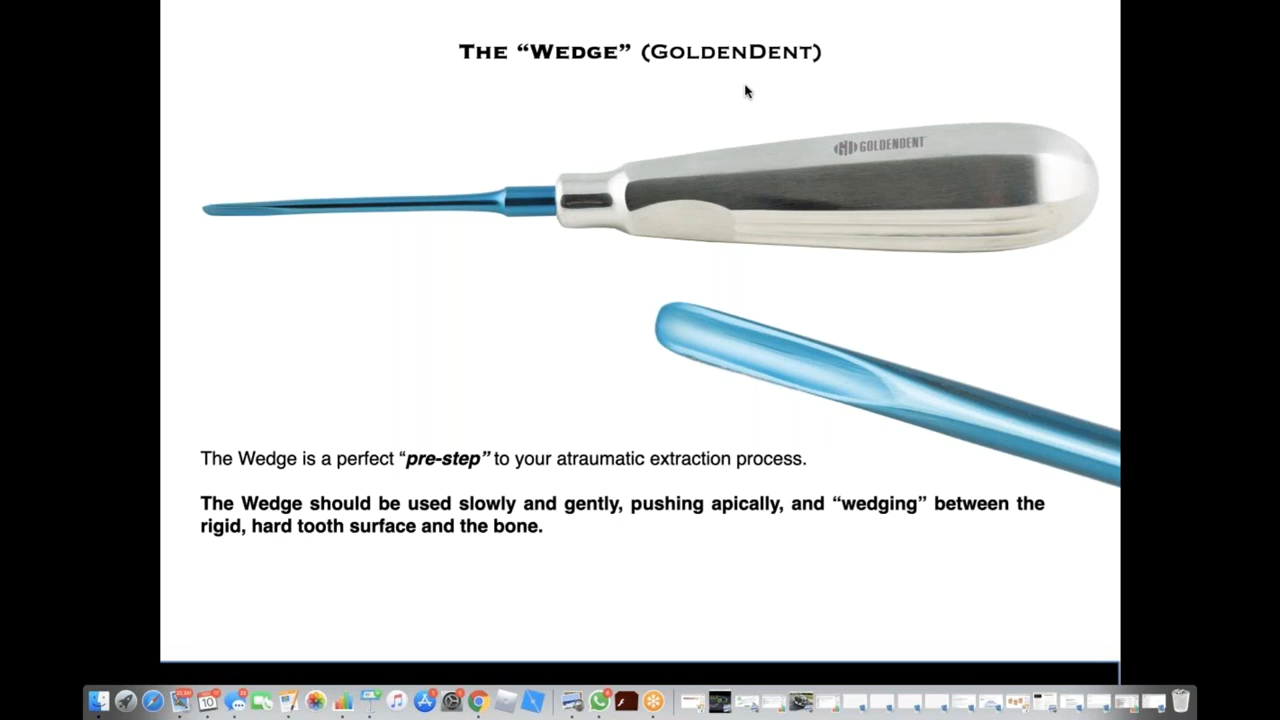 THE “WEDGE” (GOLDENDENT)
GOLDENDENT
The Wedge is a perfect “pre-step” to your atraumatic extraction process.
The Wedge should be used slowly and gently, pushing apically, and “wedging” between the
rigid, hard tooth surface and the bone.
10